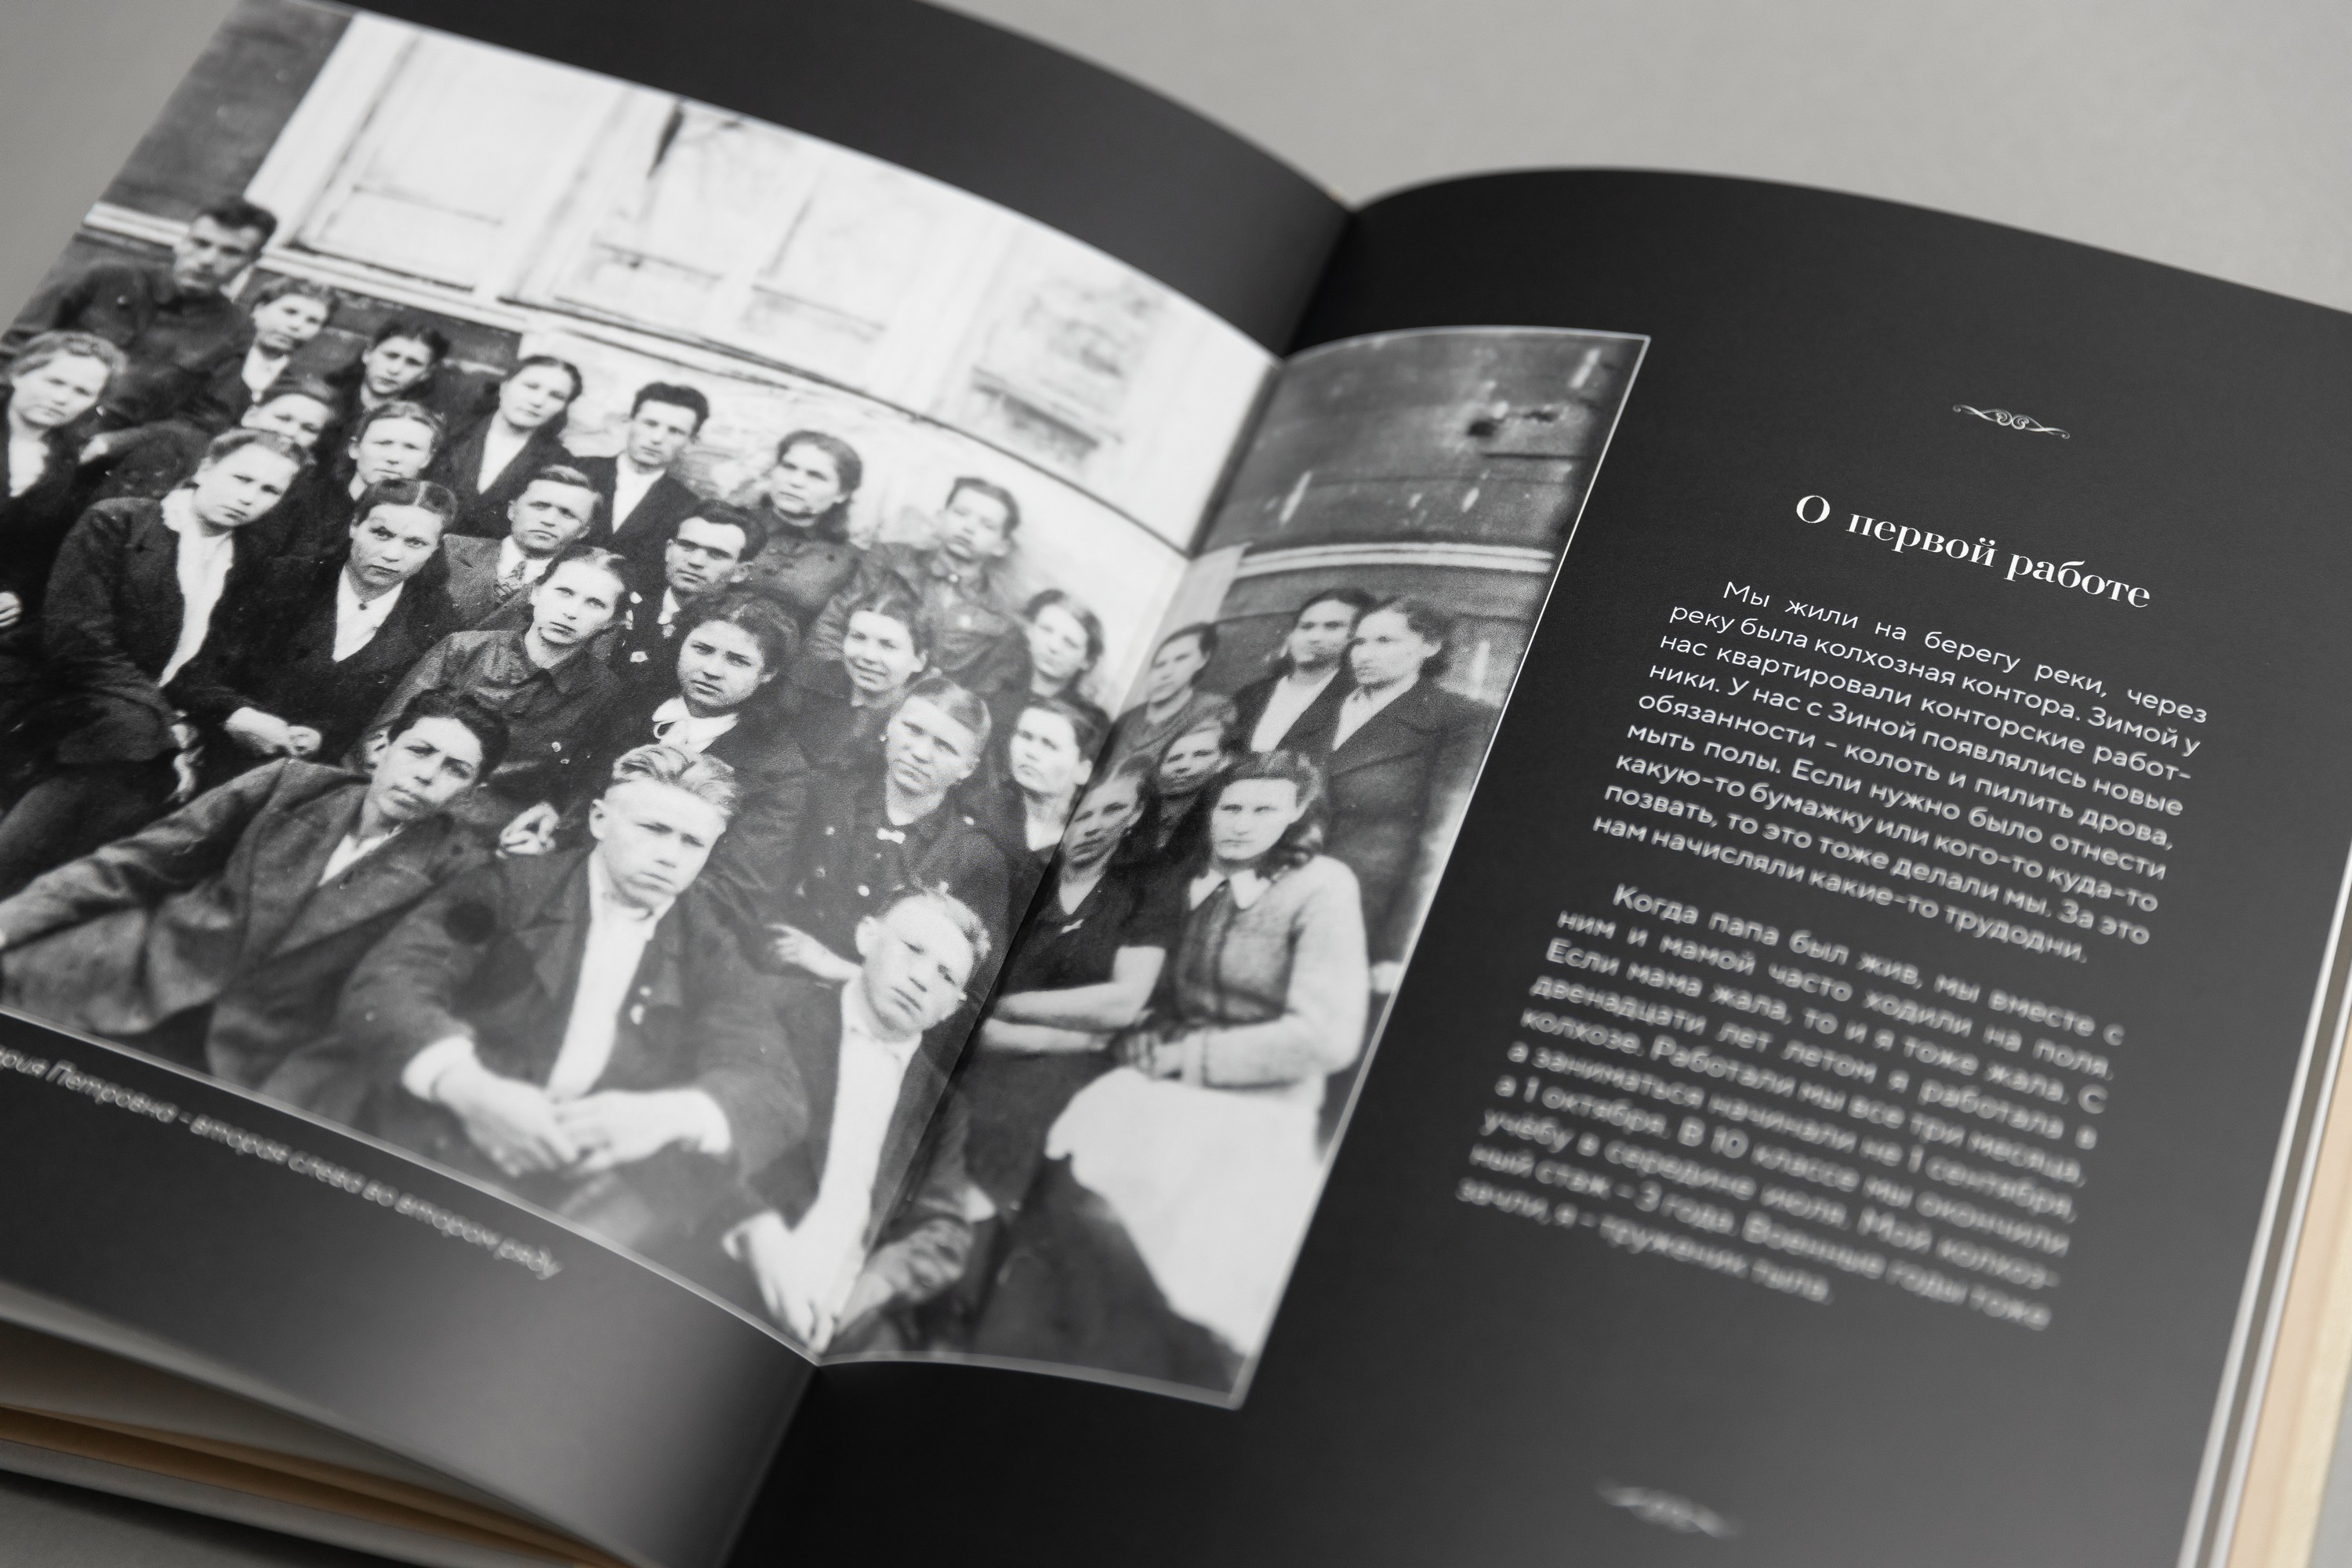 Петровна - вторая слева во втором ряду
О первой работе
Мы жили на берегу реки, через
реку была колхозная контора. Зимой у
нас квартировали конторские работ-
ники. У нас с Зиной появлялись новые
обязанности – колоть и пилить дрова,
мыть полы. Если нужно было отнести
какую-то бумажку или кого-то куда-то
позвать, то это тоже делали мы. За это
нам начисляли какие-то трудодни.
Когда папа был жив, мы вместе с
ним и мамой часто ходили на поля.
Если мама жала, то и я тоже жала. С
двенадцати лет летом я работала в
колхозе. Работали мы все три месяца,
а заниматься начинали не 1 сентября,
а 1 октября. В 10 классе мы окончили
учёбу в середине июля. Мой колхоз-
ный стаж – 3 года. Военные годы тоже
зачли, я – труженик тыла.